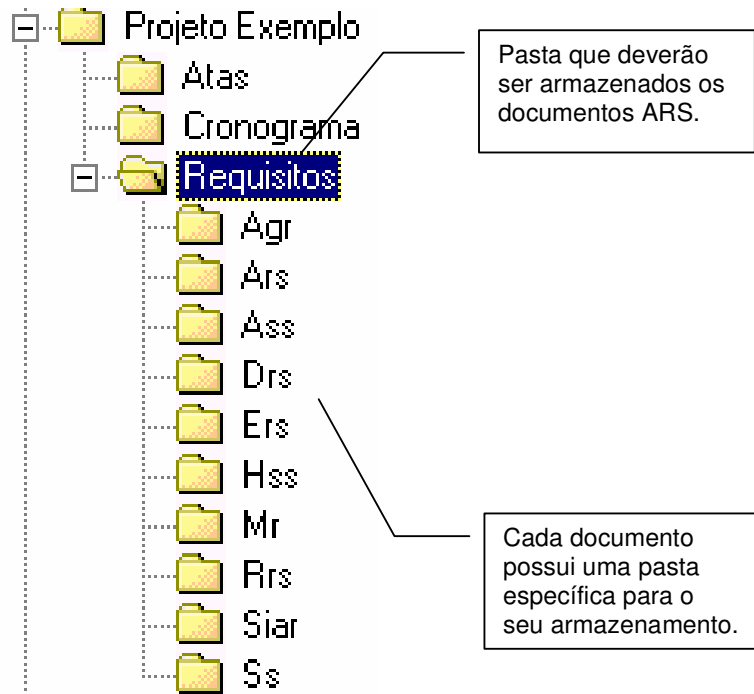 Projeto Exemplo
Atas
Cronograma
Requisitos
Agr
Ars
Ass
Drs
Ers
Hss
Mr
Rrs
Siar
Ss
Pasta que deverão
ser armazenados os
documentos ARS.
Cada documento
possui uma pasta
específica para o
seu armazenamento.